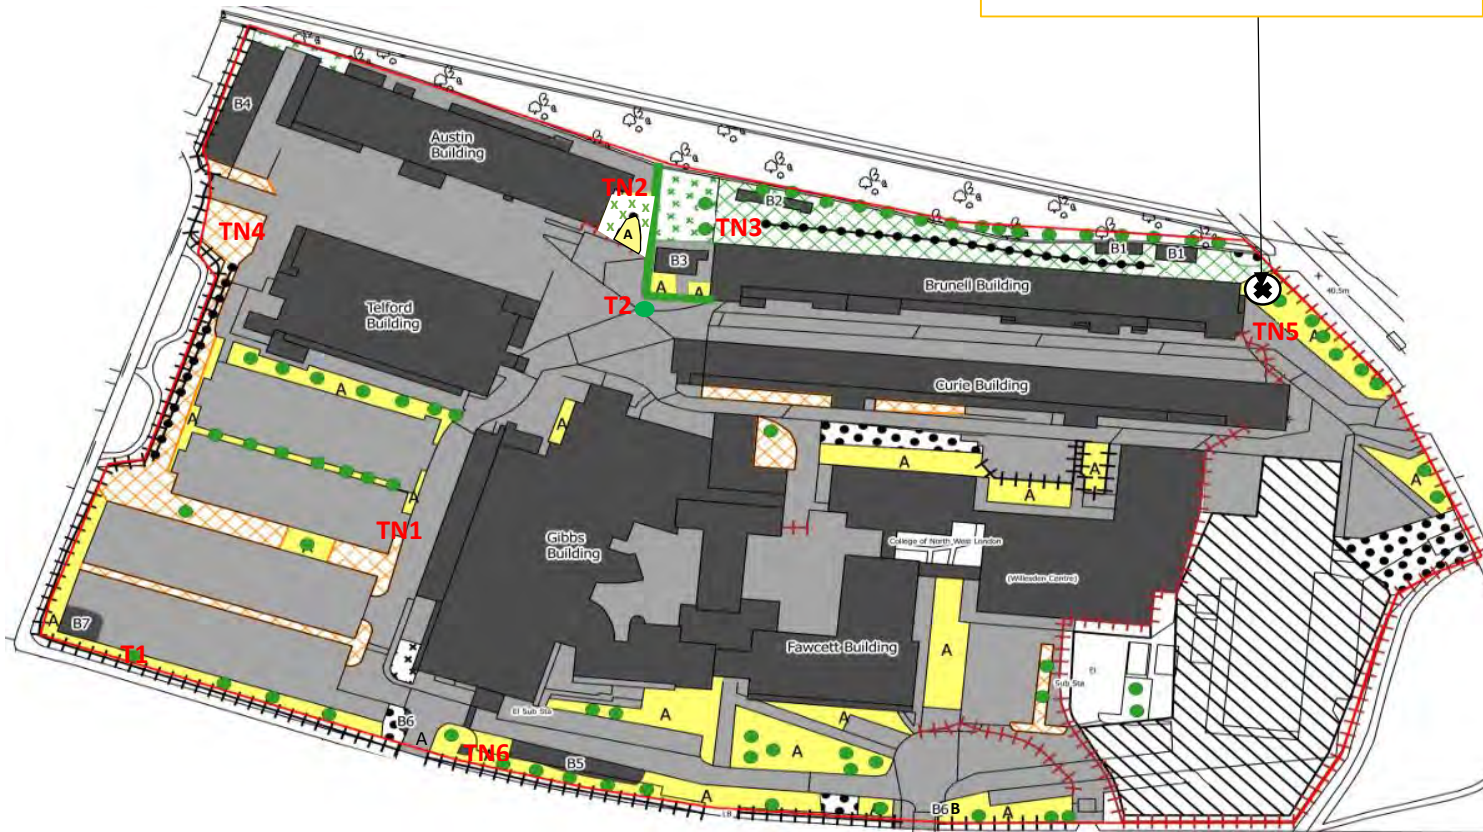 B4
Austin
Building
TN2
B2
TN3
TN4
A
B3
B1
B1
A
A
Brunell Building
40.5m
T2
Telford
Building
TN5
A
A
Curie Building
A
A
A
A
A
A
A
TN1
Gibbs
Building
College of North West London
(Willesden Centre)
A
B7
T1
Fawcett Building
A
El
Sub Sta
El Sub Sta
A
A
B6
A
TN6
A
B5
A
LB
B6
B
A